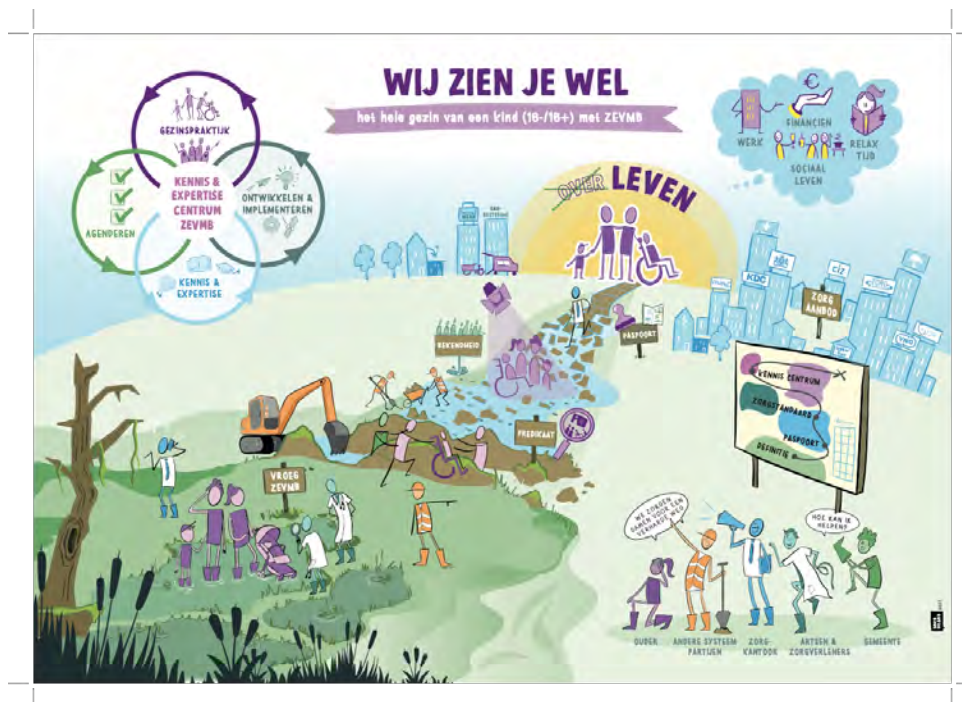 WIJ ZIEN JE WEL
het hele gezin van een kind (16-/18+) met ZEVMB
GEZINSPRAKTIJK
KENNIS &
EXPERTISE
CENTRUM
ZEVMB
AGENDEREN
ONTWIKKELEN &
IMPLEMENTEREN
KENNIS &
EXPERTISE
€
WERK
FINANCIËN
RELAX
TIJD
SOCIAAL
LEVEN
OVER LEVEN
KDC
CIZ
ZORG
AANBOD
BEKENDHEID
PASPOORT
PREDIKAAT
VROEG
ZEVMB
KENNIS CENTRUM
ZORGSTANDAARD
PASPOORT
DEFINITIE
WE ZORGEN
SAMEN VOOR EEN
VERHARDE WEG
HOE KAN IK
HELPEN?
OUDER
ANDERE SYSTEEM
PARTIJEN
ZORG-
KANTOOR
ARTSEN &
ZORGVERLENERS
GEMEENTE